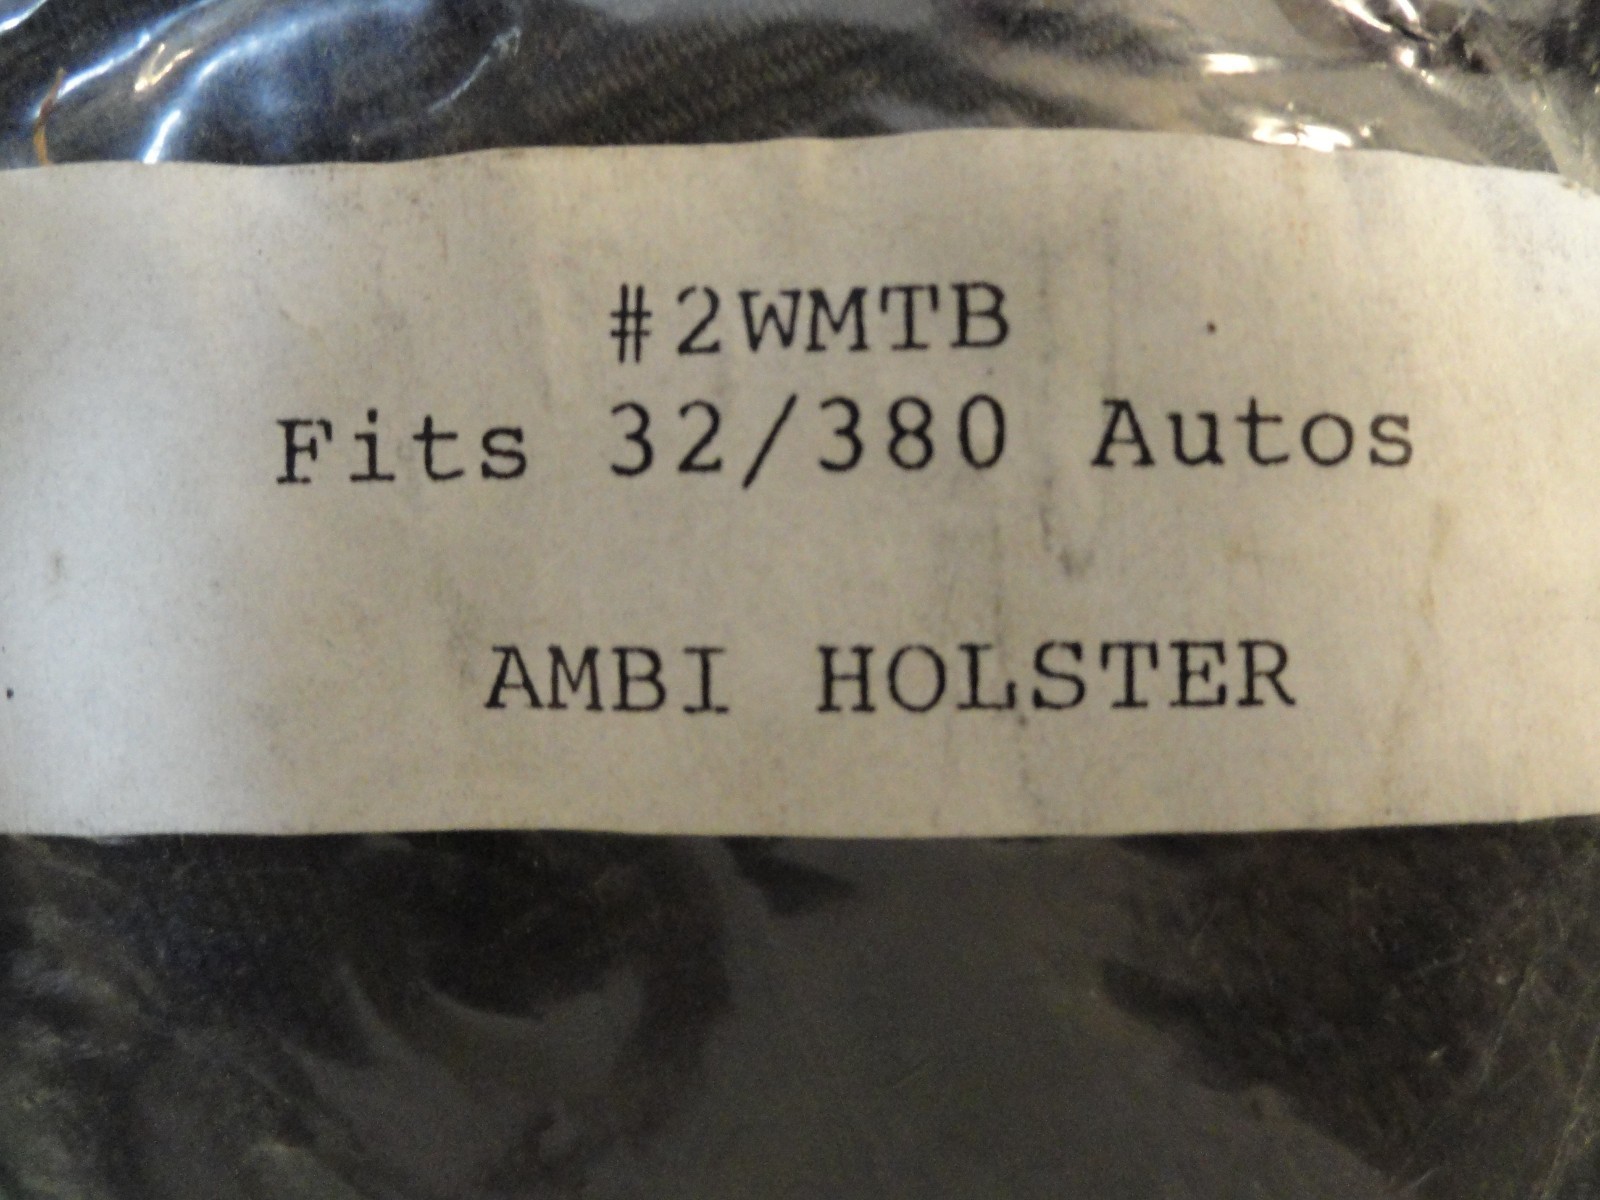 #2WMTB
Fits 32/380 Autos
AMBI HOLSTER